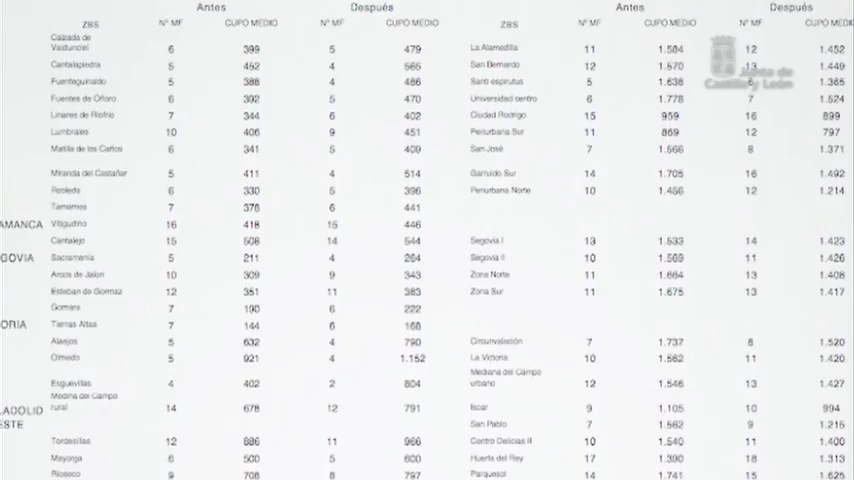 Antes Después Antes Después
ZBS Nº MF CUPO MEDIO Nº MF CUPO MEDIO ZBS Nº MF CUPO MEDIO Nº MF CUPO MEDIO
Calzada de
Valdunciel 6 399 5 479 La Alamedilla 11 1.584 12 1.452
Cantalapiedra 5 452 4 565 San Bernardo 12 1.570 13 1.449
Fuenteguinaldo 5 388 4 486 Santi espirutus 5 1.638 6 1.365
Fuentes de Oñoro 6 392 5 470 Universidad centro 6 1.778 7 1.524
Linares de Riofrio 7 344 6 402 Ciudad Rodrigo 15 959 16 899
Lumbrales 10 406 9 451 Periurbana Sur 11 869 12 797
Matilla de los Caños 6 341 5 409 San José 7 1.566 8 1.371
Miranda del Castañar 5 411 4 514 Garruido Sur 14 1.705 16 1.492
Robleda 6 330 5 396 Periurbana Norte 10 1.456 12 1.214
Tamames 7 378 6 441
AMANCA Vitigudino 16 418 15 446
Cantalejo 15 508 14 544 Segovia I 13 1.533 14 1.423
GOVIA Sacramenia 5 211 4 264 Segovia II 10 1.569 11 1.426
Arcos de Jalon 10 309 9 343 Zona Norte 11 1.664 13 1.408
Esteban de Gormaz 12 351 11 383 Zona Sur 11 1.675 13 1.417
Gomara 7 190 6 222
ORIA Tierras Altas 7 144 6 168
Alaejos 5 632 4 790 Circunvalación 7 1.737 8 1.520
Olmedo 5 921 4 1.152 La Victoria 10 1.562 11 1.420
Esguevillas 4 402 2 804 Mediana del Campo
urbano 12 1.546 13 1.427
Medina del Campo
rural 14 678 12 791 Iscar 9 1.105 10 994
LADOLID
ESTE San Pablo 7 1.562 9 1.215
Tordesillas 12 886 11 966 Centro Delicias II 10 1.540 11 1.400
Mayorga 6 500 5 600 Huerta del Rey 17 1.390 18 1.313
Rioseco 9 708 8 797 Parquesol 14 1.741 15 1.625
Junta de
Castilla y León